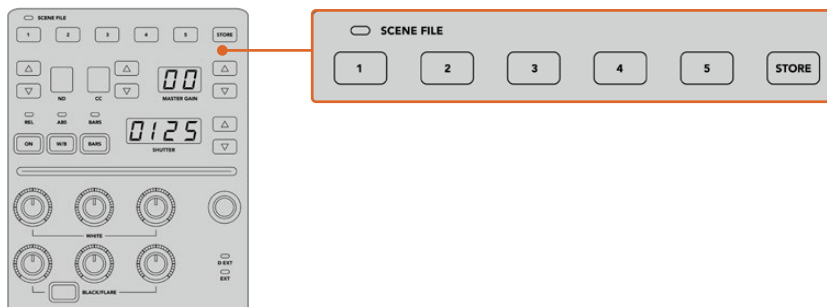 SCENE FILE
1 2 3 4 5 STORE
ND CC MASTER GAIN
00
REL ABS BARS
ON W/B BARS
0125
SHUTTER
WHITE
D EXT
EXT
BLACK/FLARE
SCENE FILE
1 2 3 4 5 STORE